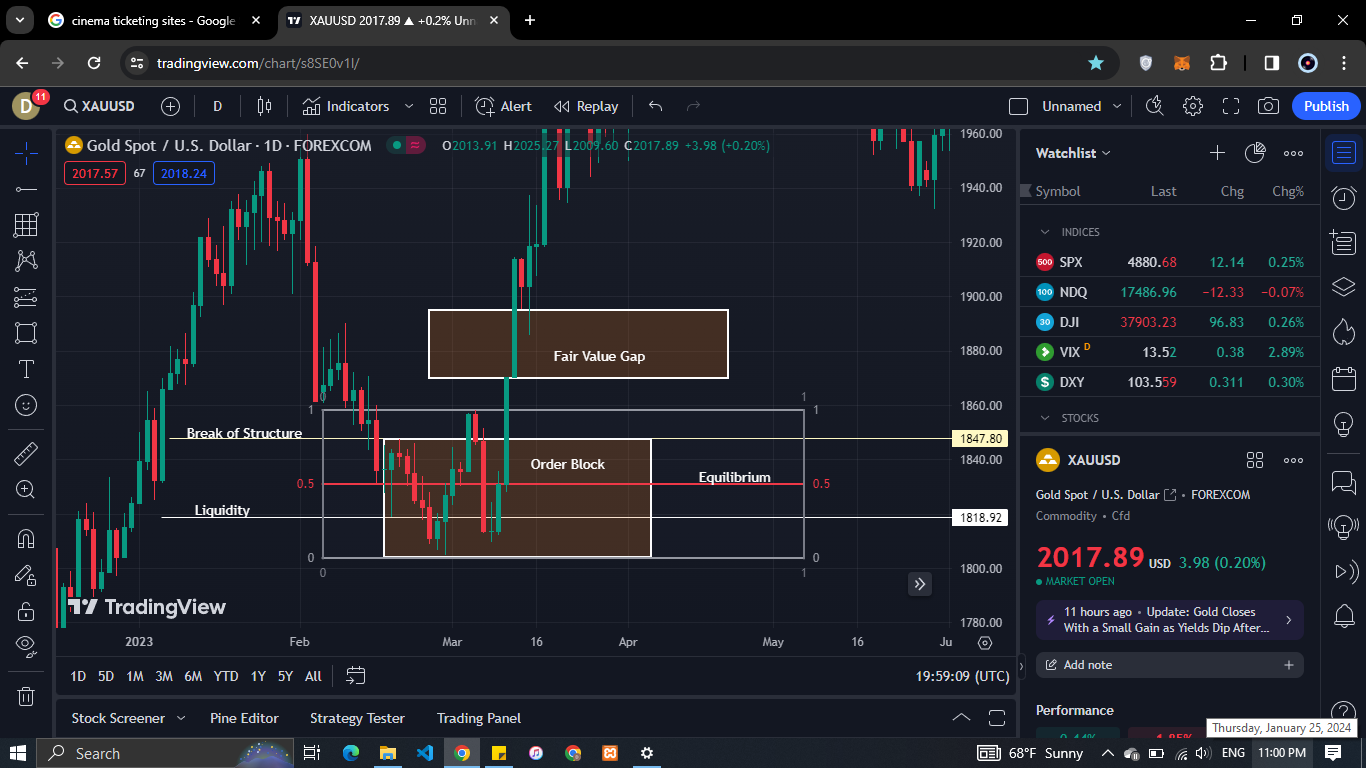 cinema ticketing sites - Google
XAUUSD 2017.89 ▲ +0.2% Unn
tradingview.com/chart/s8SE0v1I/
D
11
XAUUSD
D
Indicators
Alert
Replay
Unnamed
Publish
Gold Spot / U.S. Dollar · 1D · FOREXCOM
O2013.91 H2025.27 L2009.60 C2017.89 +3.98 (+0.20%)
2017.57
67
2018.24
1960.00
1940.00
1920.00
1900.00
1880.00
1860.00
1847.80
1840.00
1818.92
1800.00
1780.00
Fair Value Gap
0
1
1
1
Break of Structure
Order Block
Equilibrium
0.5
0.5
Liquidity
0
0
0
1
TradingView
2023
Feb
Mar
16
Apr
May
16
Ju
1D
5D
1M
3M
6M
YTD
1Y
5Y
All
19:59:09 (UTC)
Stock Screener
Pine Editor
Strategy Tester
Trading Panel
Watchlist
Symbol
Last
Chg
Chg%
INDICES
500 SPX 4880.68 12.14 0.25%
100 NDQ 17486.96 −12.33 −0.07%
30 DJI 37903.23 96.83 0.26%
VIX D 13.52 0.38 2.89%
$ DXY 103.559 0.311 0.30%
STOCKS
XAUUSD
Gold Spot / U.S. Dollar • FOREXCOM
Commodity • Cfd
2017.89 USD 3.98 (0.20%)
MARKET OPEN
11 hours ago • Update: Gold Closes
With a Small Gain as Yields Dip After...
Add note
Performance
Thursday, January 25, 2024
Search
68°F Sunny
ENG
11:00 PM